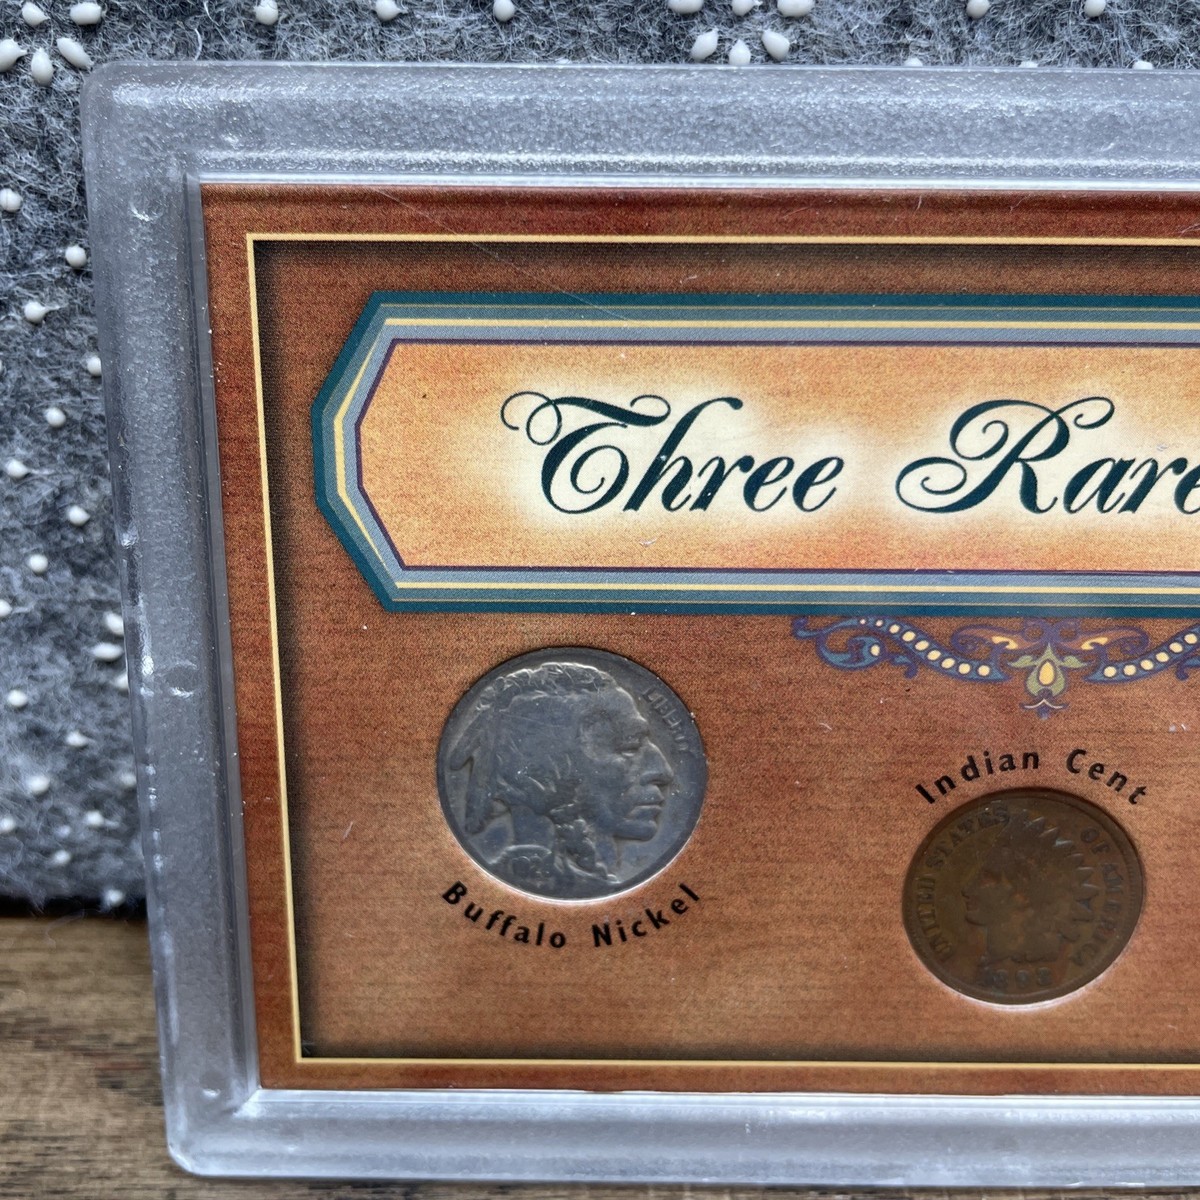 Three Rare
LIBERTY
Indian Cent
UNITED STATES OF AMERICA
Buffalo Nickel